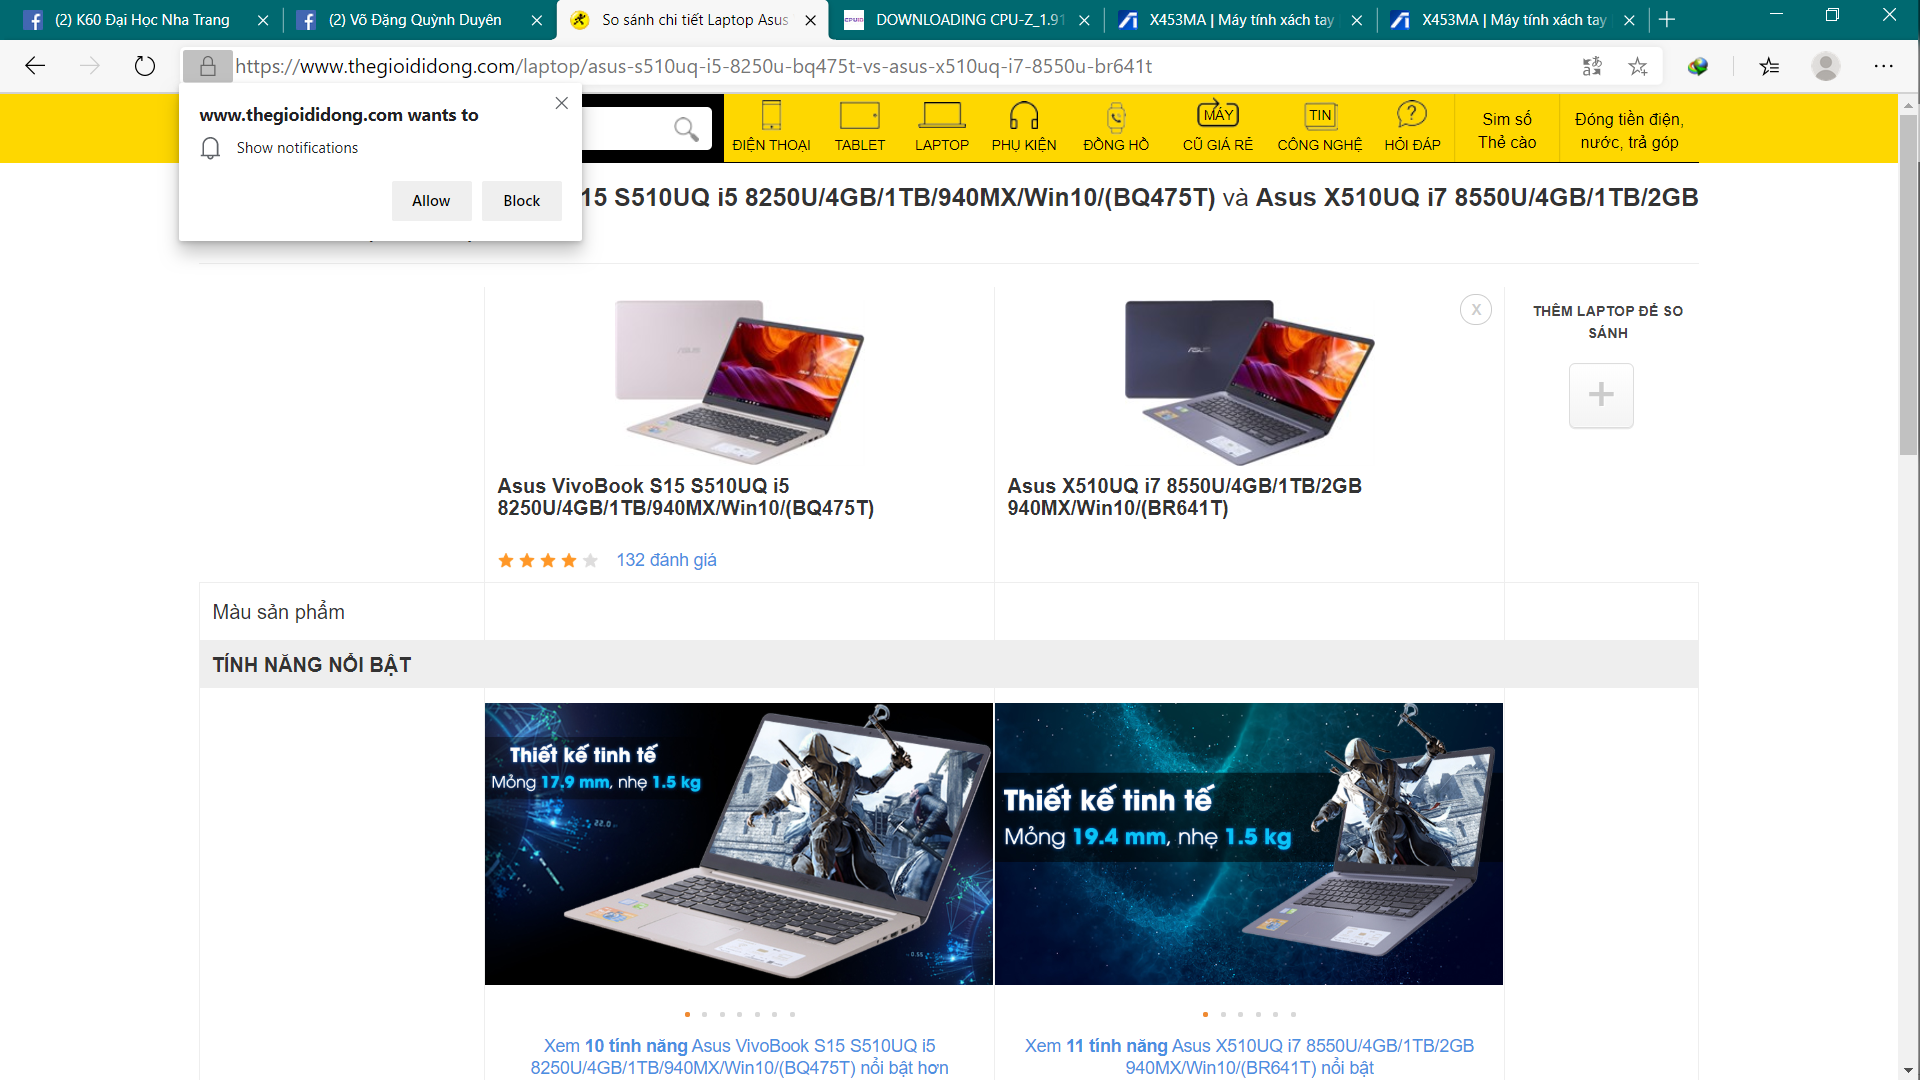 (2) K60 Đại Học Nha Trang
(2) Võ Đặng Quỳnh Duyên
So sánh chi tiết Laptop Asus
DOWNLOADING CPU-Z_1.91
X453MA | Máy tính xách tay
X453MA | Máy tính xách tay
https://www.thegioididong.com/laptop/asus-s510uq-i5-8250u-bq475t-vs-asus-x510uq-i7-8550u-br641t
www.thegioididong.com wants to
Show notifications
Allow
Block
ĐIỆN THOẠI
TABLET
LAPTOP
PHỤ KIỆN
ĐỒNG HỒ
MÁY
CŨ GIÁ RẺ
TIN
CÔNG NGHỆ
HỎI ĐÁP
Sim số
Thẻ cào
Đóng tiền điện,
nước, trả góp
15 S510UQ i5 8250U/4GB/1TB/940MX/Win10/(BQ475T) và Asus X510UQ i7 8550U/4GB/1TB/2GB
X
THÊM LAPTOP ĐỂ SO
SÁNH
Asus VivoBook S15 S510UQ i5
8250U/4GB/1TB/940MX/Win10/(BQ475T)
132 đánh giá
Asus X510UQ i7 8550U/4GB/1TB/2GB
940MX/Win10/(BR641T)
Màu sản phẩm
TÍNH NĂNG NỔI BẬT
Thiết kế tinh tế
Mỏng 17.9 mm, nhẹ 1.5 kg
Thiết kế tinh tế
Mỏng 19.4 mm, nhẹ 1.5 kg
Xem 10 tính năng Asus VivoBook S15 S510UQ i5
8250U/4GB/1TB/940MX/Win10/(BQ475T) nổi bật hơn
Xem 11 tính năng Asus X510UQ i7 8550U/4GB/1TB/2GB
940MX/Win10/(BR641T) nổi bật